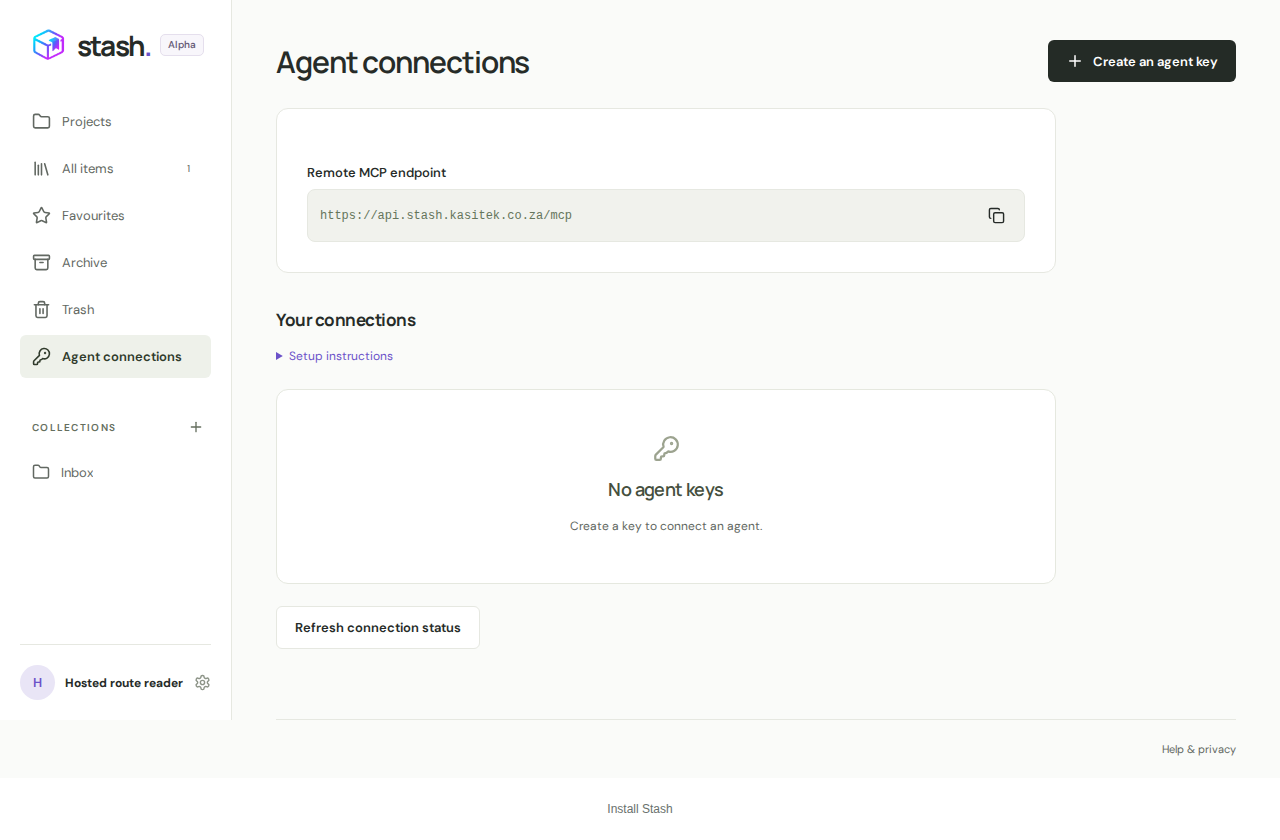 stash.
Alpha
Projects
All items 1
Favourites
Archive
Trash
Agent connections
COLLECTIONS
Inbox
H Hosted route reader
Agent connections
Create an agent key
Remote MCP endpoint
https://api.stash.kasitek.co.za/mcp
Your connections
Setup instructions
No agent keys
Create a key to connect an agent.
Refresh connection status
Help & privacy
Install Stash